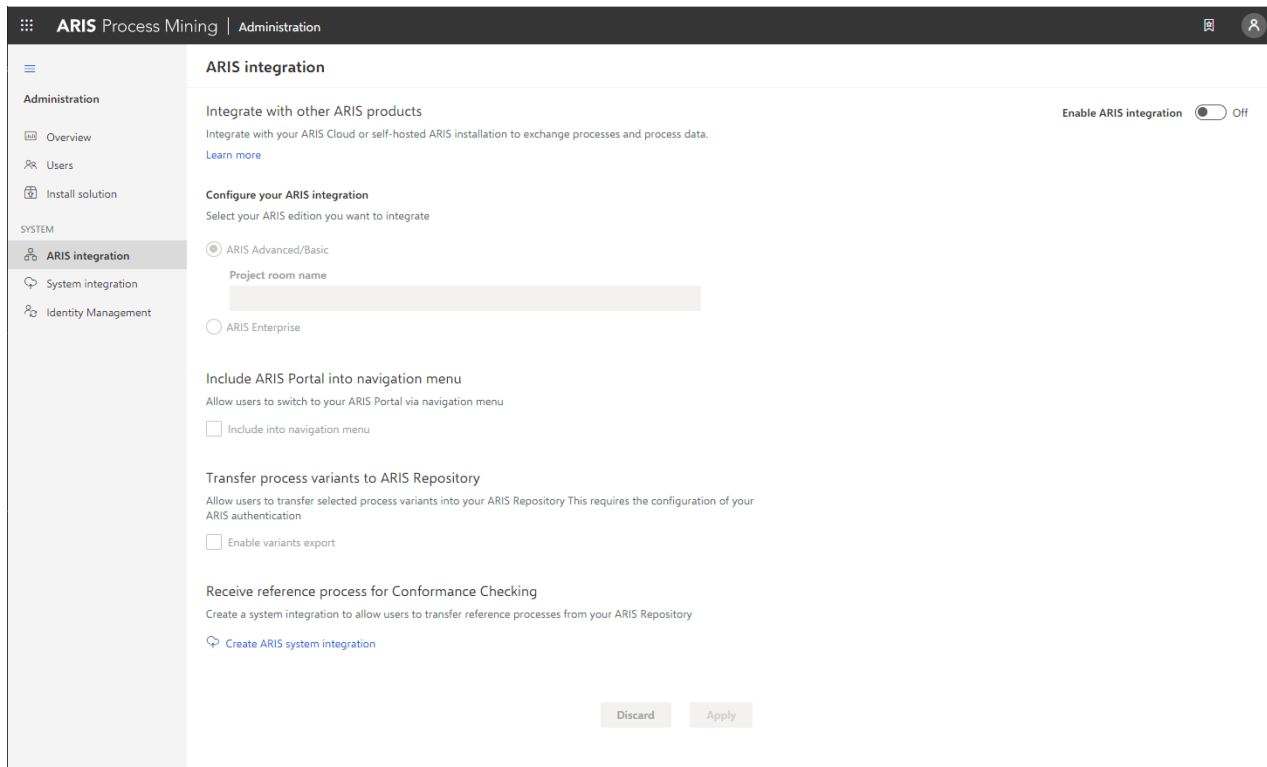 ARIS Process Mining | Administration
ARIS integration
Administration
Overview
Users
Install solution
SYSTEM
ARIS integration
System integration
Identity Management
Integrate with other ARIS products
Enable ARIS integration Off
Integrate with your ARIS Cloud or self-hosted ARIS installation to exchange processes and process data.
Learn more
Configure your ARIS integration
Select your ARIS edition you want to integrate
ARIS Advanced/Basic
Project room name
ARIS Enterprise
Include ARIS Portal into navigation menu
Allow users to switch to your ARIS Portal via navigation menu
Include into navigation menu
Transfer process variants to ARIS Repository
Allow users to transfer selected process variants into your ARIS Repository This requires the configuration of your
ARIS authentication
Enable variants export
Receive reference process for Conformance Checking
Create a system integration to allow users to transfer reference processes from your ARIS Repository
Create ARIS system integration
Discard Apply